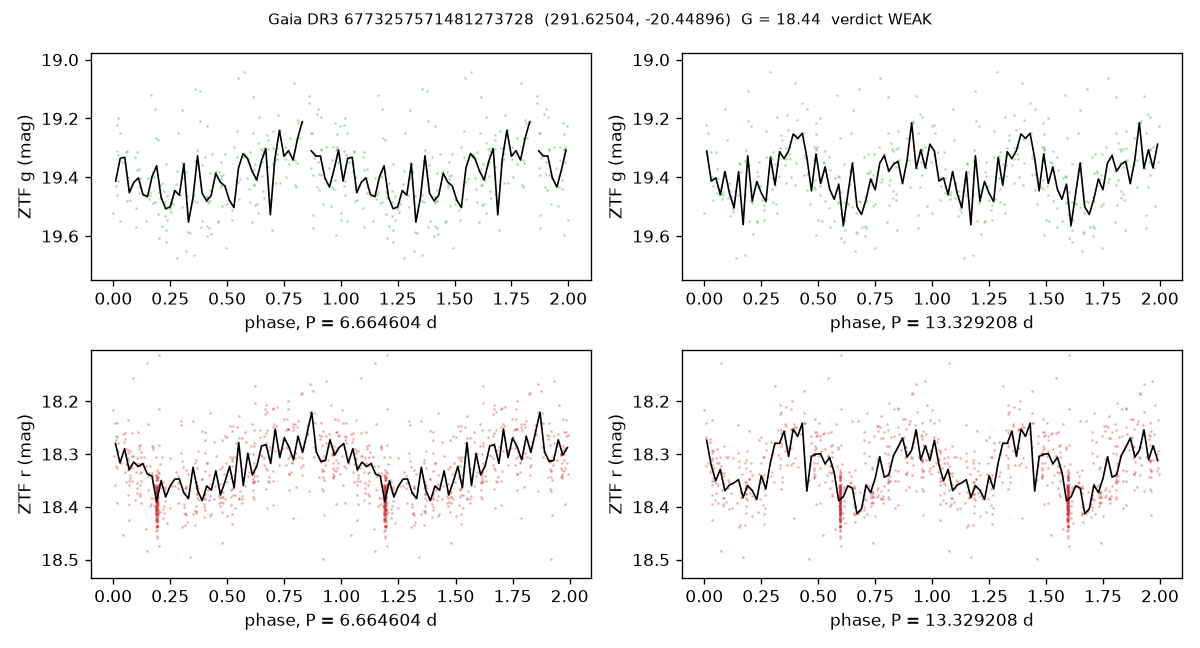 Gaia DR3 6773257571481273728 (291.62504, -20.44896) G = 18.44 verdict WEAK
ZTF g (mag)
19.0
19.2
19.4
19.6
0.00 0.25 0.50 0.75 1.00 1.25 1.50 1.75 2.00
phase, P = 6.664604 d
ZTF g (mag)
19.0
19.2
19.4
19.6
0.00 0.25 0.50 0.75 1.00 1.25 1.50 1.75 2.00
phase, P = 13.329208 d
ZTF r (mag)
18.2
18.3
18.4
18.5
0.00 0.25 0.50 0.75 1.00 1.25 1.50 1.75 2.00
phase, P = 6.664604 d
ZTF r (mag)
18.2
18.3
18.4
18.5
0.00 0.25 0.50 0.75 1.00 1.25 1.50 1.75 2.00
phase, P = 13.329208 d